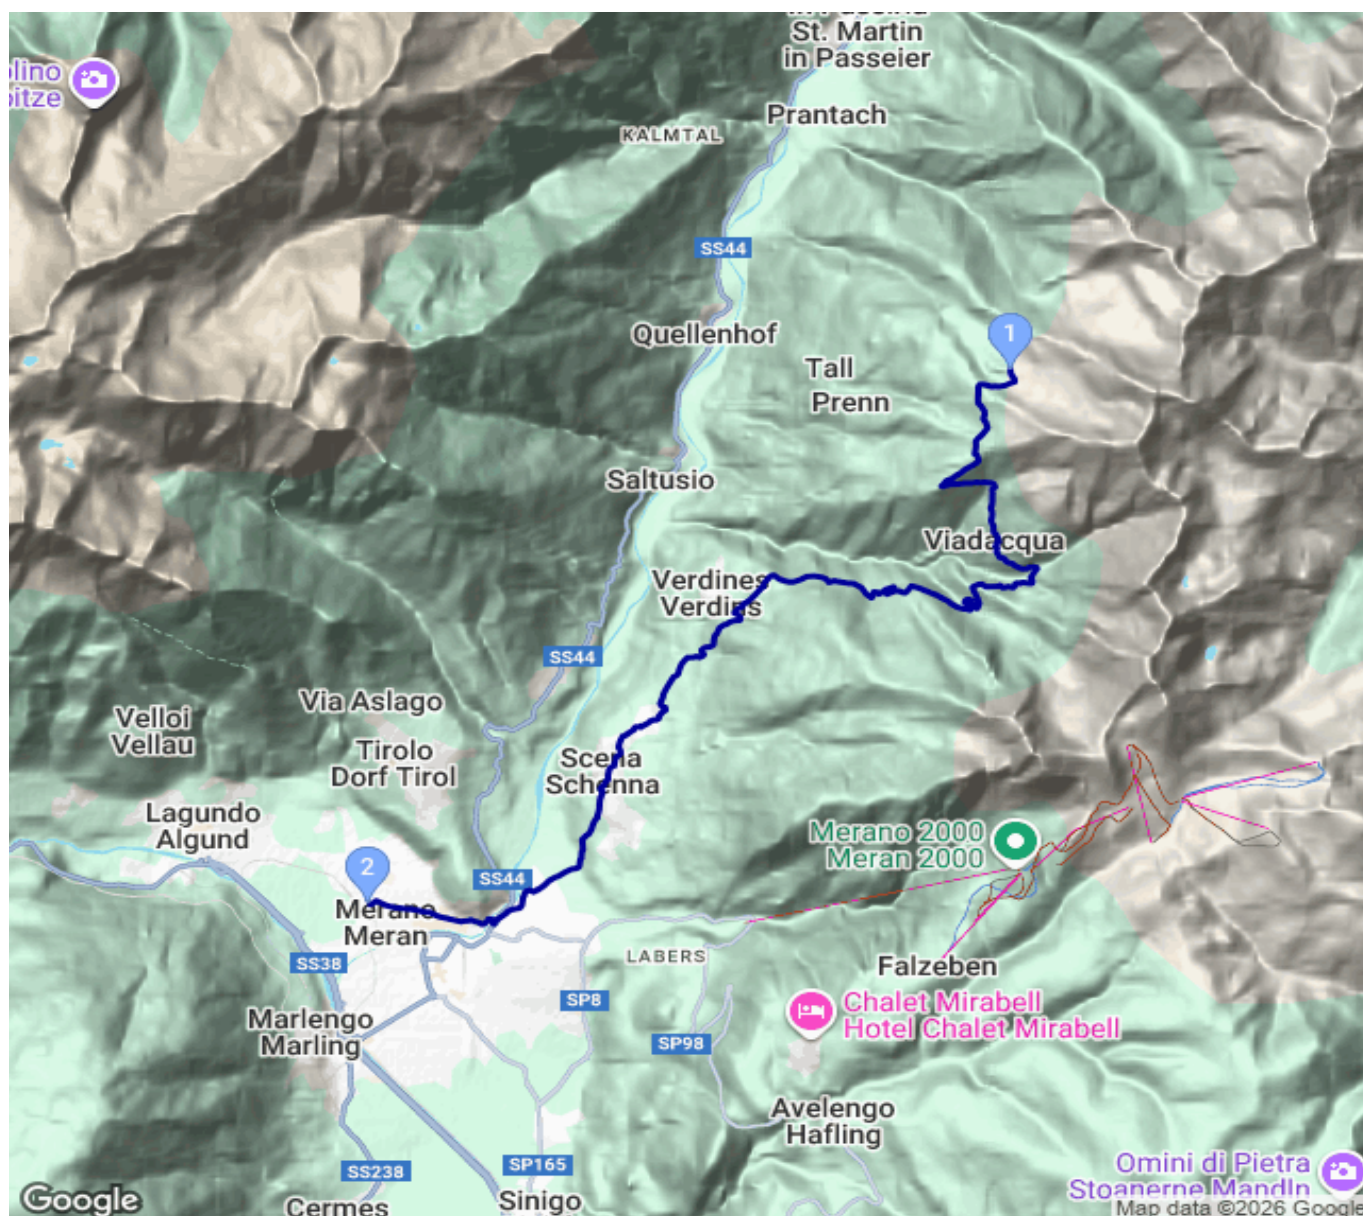 St. Martin
in Passeier
olino
pitze
Prantach
KALMTAL
SS44
1
Quellenhof
Tall
Prenn
Saltusio
Viadacqua
Verdines
Verdins
SS44
Via Aslago
Velloi
Vellau
Tirolo
Dorf Tirol
Scena
Schenna
Lagundo
Algund
Merano 2000
Meran 2000
2
SS44
Merano
Meran
LABERS
SS38
Falzeben
SP8
Chalet Mirabell
Hotel Chalet Mirabell
Marlengo
Marling
SP98
Avelengo
Hafling
SS238
SP165
Omini di Pietra
Stoanerne Mandln
Google
Cermes
Sinigo
Map data ©2026 Google